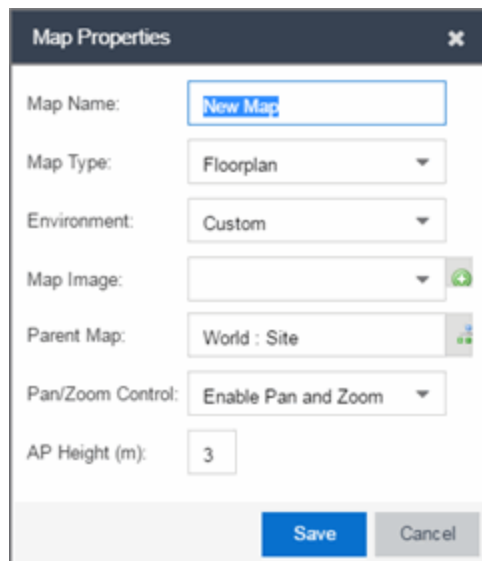 Map Properties
Map Name: New Map
Map Type: Floorplan
Environment: Custom
Map Image:
Parent Map: World : Site
Pan/Zoom Control: Enable Pan and Zoom
AP Height (m): 3
Save Cancel